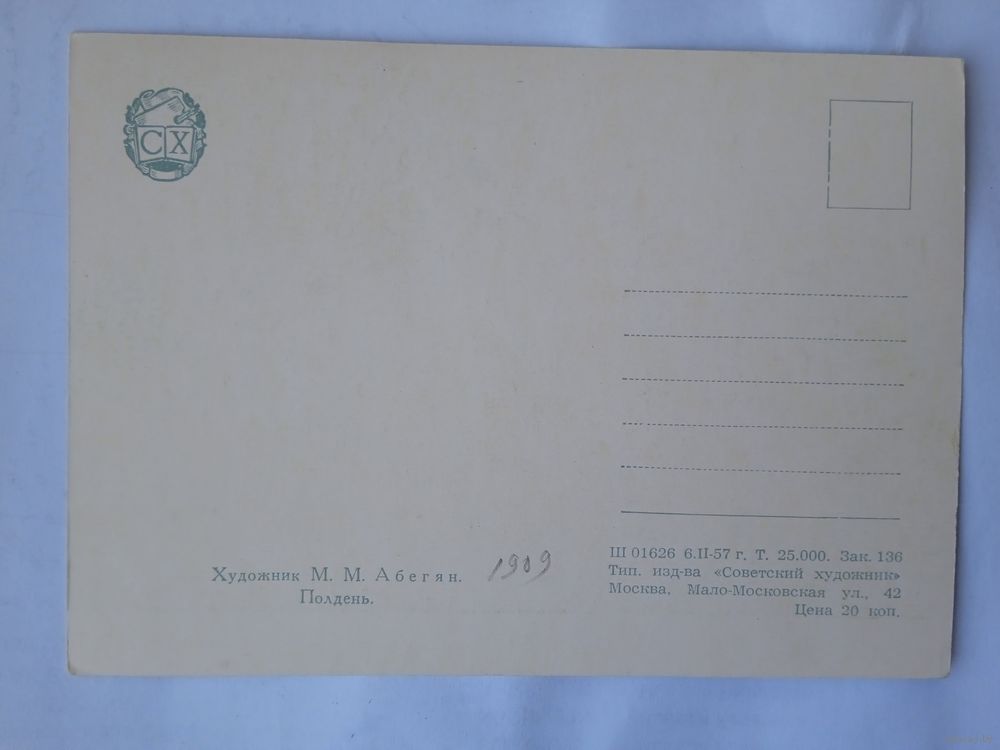 СХ
Художник М. М. Абегян.
Полдень.
1909
Ш 01626 6.II-57 г. Т. 25.000. Зак. 136
Тип. изд-ва «Советский художник»
Москва, Мало-Московская ул., 42
Цена 20 коп.